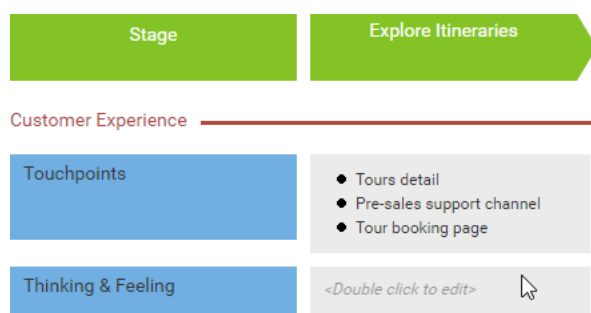 Stage
Explore Itineraries
Customer Experience
Touchpoints
Tours detail
Pre-sales support channel
Tour booking page
Thinking & Feeling
<Double click to edit>